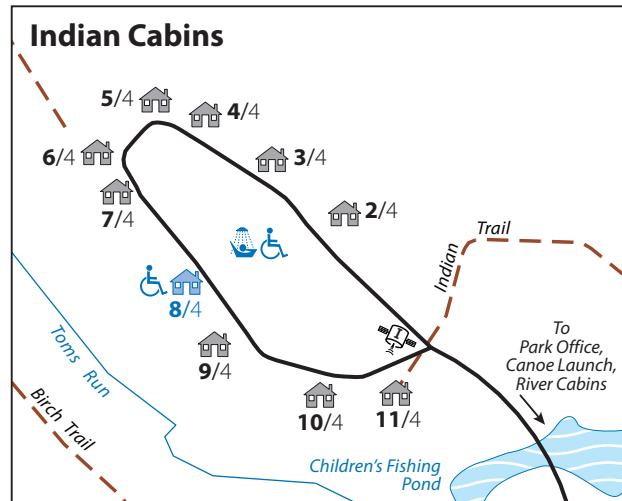 Indian Cabins
5/4
4/4
6/4
3/4
7/4
2/4
Indian
Trail
8/4
9/4
10/4
11/4
To
Park Office,
Canoe Launch,
River Cabins
Toms Run
Birch Trail
Children's Fishing
Pond